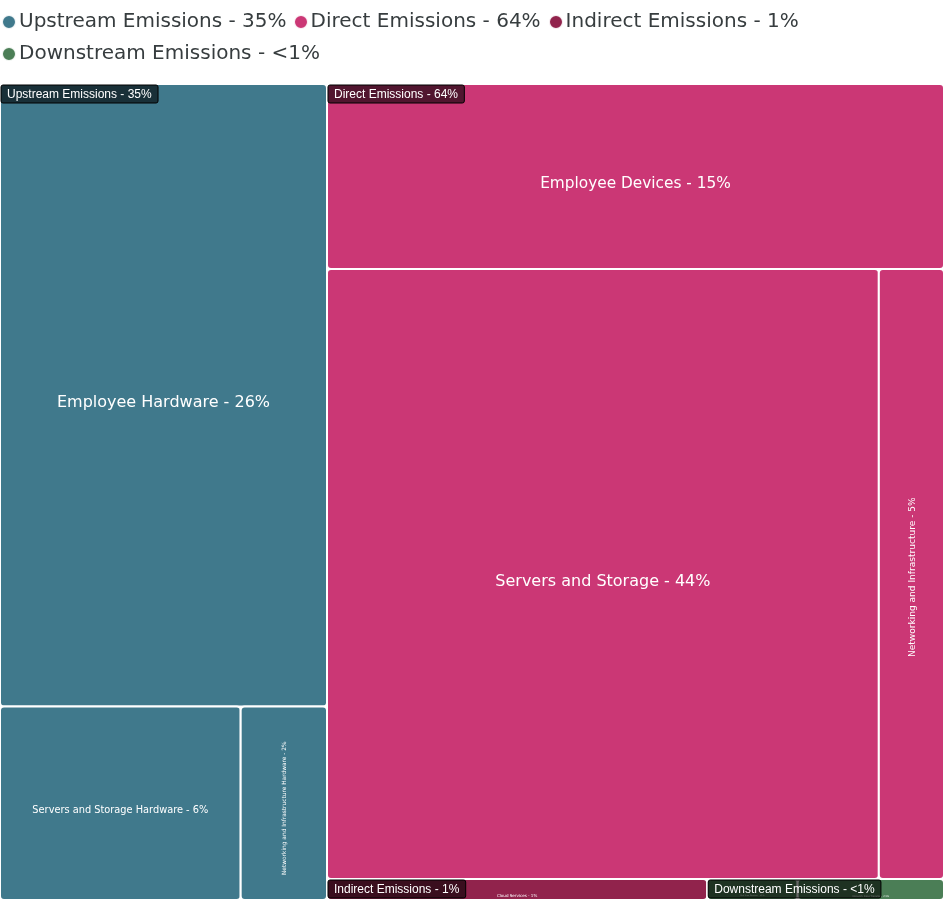 Upstream Emissions - 35% Direct Emissions - 64% Indirect Emissions - 1%
Downstream Emissions - <1%
Upstream Emissions - 35%
Direct Emissions - 64%
Employee Devices - 15%
Employee Hardware - 26%
Servers and Storage - 44%
Networking and Infrastructure - 5%
Servers and Storage Hardware - 6%
Networking and Infrastructure Hardware - 2%
Indirect Emissions - 1%
Cloud Services - 1%
Downstream Emissions - <1%